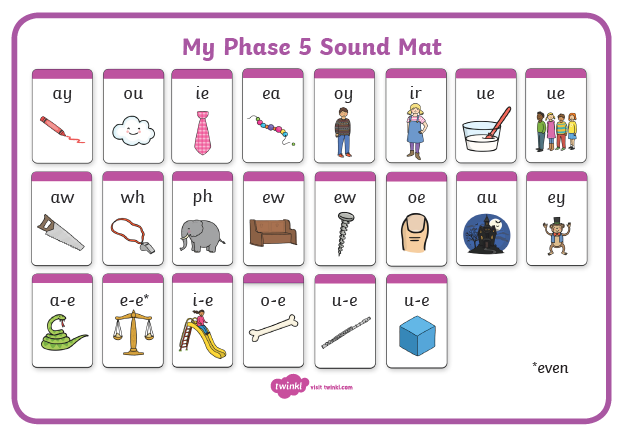 My Phase 5 Sound Mat
ay ou ie ea oy ir ue ue
aw wh ph ew ew oe au ey
a-e e-e* i-e o-e u-e u-e
*even
twinkl visit twinkl.com